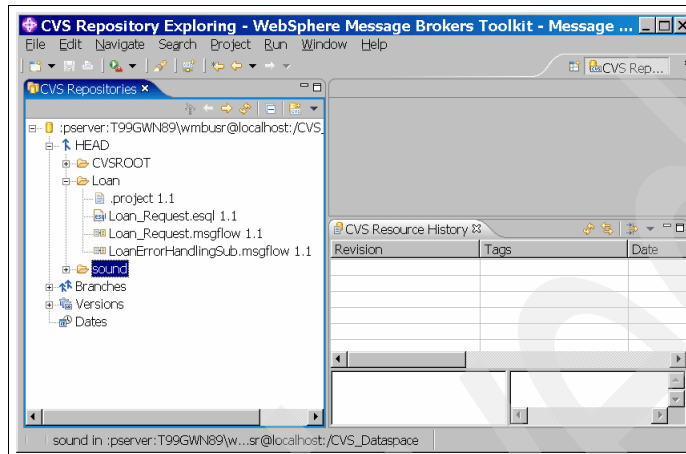 CVS Repository Exploring - WebSphere Message Brokers Toolkit - Message ...
File Edit Navigate Search Project Run Window Help
CVS Rep...
CVS Repositories
:pserver:T99GWN89\wmbusr@localhost:/CVS_
HEAD
CVSROOT
Loan
.project 1.1
Loan_Request.esql 1.1
Loan_Request.msgflow 1.1
LoanErrorHandlingSub.msgflow 1.1
sound
Branches
Versions
Dates
CVS Resource History
Revision Tags Date
sound in :pserver:T99GWN89\w...sr@localhost:/CVS_Dataspace